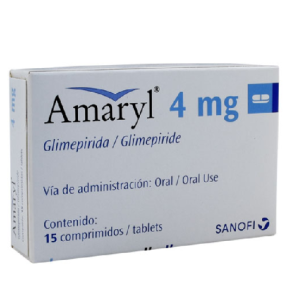 Amaryl® 4 mg
Glimepirida / Glimepiride
Vía de administración: Oral / Oral Use
Contenido:
15 comprimidos / tablets
SANOFI